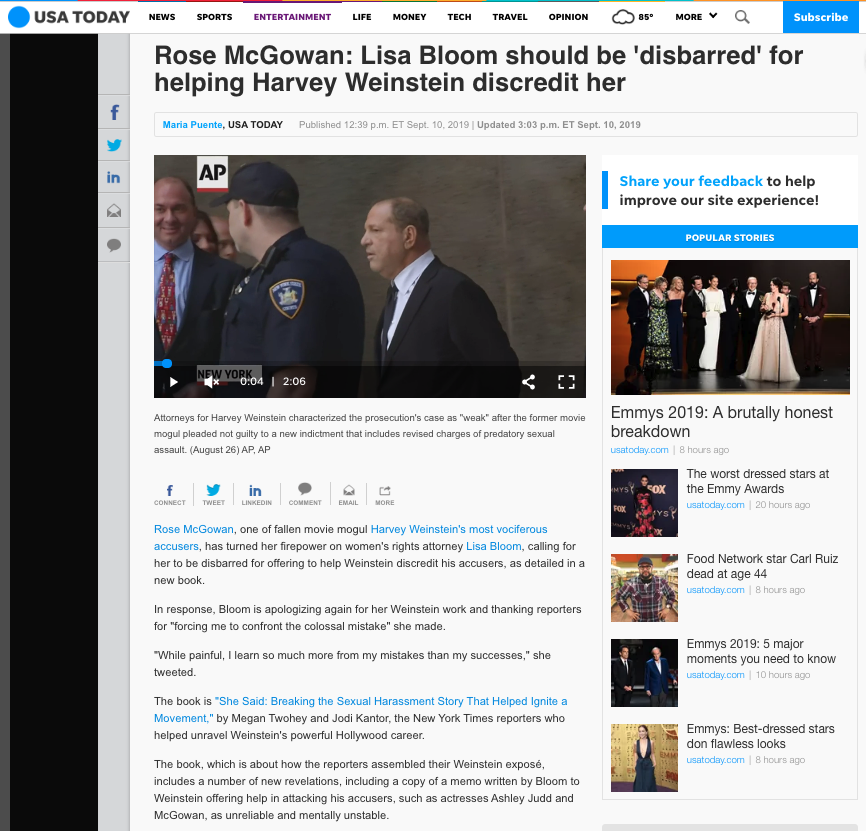 USA TODAY NEWS SPORTS ENTERTAINMENT LIFE MONEY TECH TRAVEL OPINION 85° MORE Subscribe
Rose McGowan: Lisa Bloom should be 'disbarred' for
helping Harvey Weinstein discredit her
Maria Puente, USA TODAY Published 12:39 p.m. ET Sept. 10, 2019 | Updated 3:03 p.m. ET Sept. 10, 2019
AP
NEW YORK
0:04 | 2:06
Attorneys for Harvey Weinstein characterized the prosecution's case as "weak" after the former movie
mogul pleaded not guilty to a new indictment that includes revised charges of predatory sexual
assault. (August 26) AP, AP
CONNECT TWEET LINKEDIN COMMENT EMAIL MORE
Rose McGowan, one of fallen movie mogul Harvey Weinstein's most vociferous
accusers, has turned her firepower on women's rights attorney Lisa Bloom, calling for
her to be disbarred for offering to help Weinstein discredit his accusers, as detailed in a
new book.
In response, Bloom is apologizing again for her Weinstein work and thanking reporters
for "forcing me to confront the colossal mistake" she made.
"While painful, I learn so much more from my mistakes than my successes," she
tweeted.
The book is "She Said: Breaking the Sexual Harassment Story That Helped Ignite a
Movement," by Megan Twohey and Jodi Kantor, the New York Times reporters who
helped unravel Weinstein's powerful Hollywood career.
The book, which is about how the reporters assembled their Weinstein exposé,
includes a number of new revelations, including a copy of a memo written by Bloom to
Weinstein offering help in attacking his accusers, such as actresses Ashley Judd and
McGowan, as unreliable and mentally unstable.
Share your feedback to help
improve our site experience!
POPULAR STORIES
Emmys 2019: A brutally honest
breakdown
usatoday.com | 8 hours ago
The worst dressed stars at
the Emmy Awards
usatoday.com | 20 hours ago
Food Network star Carl Ruiz
dead at age 44
usatoday.com | 8 hours ago
Emmys 2019: 5 major
moments you need to know
usatoday.com | 10 hours ago
Emmys: Best-dressed stars
don flawless looks
usatoday.com | 8 hours ago